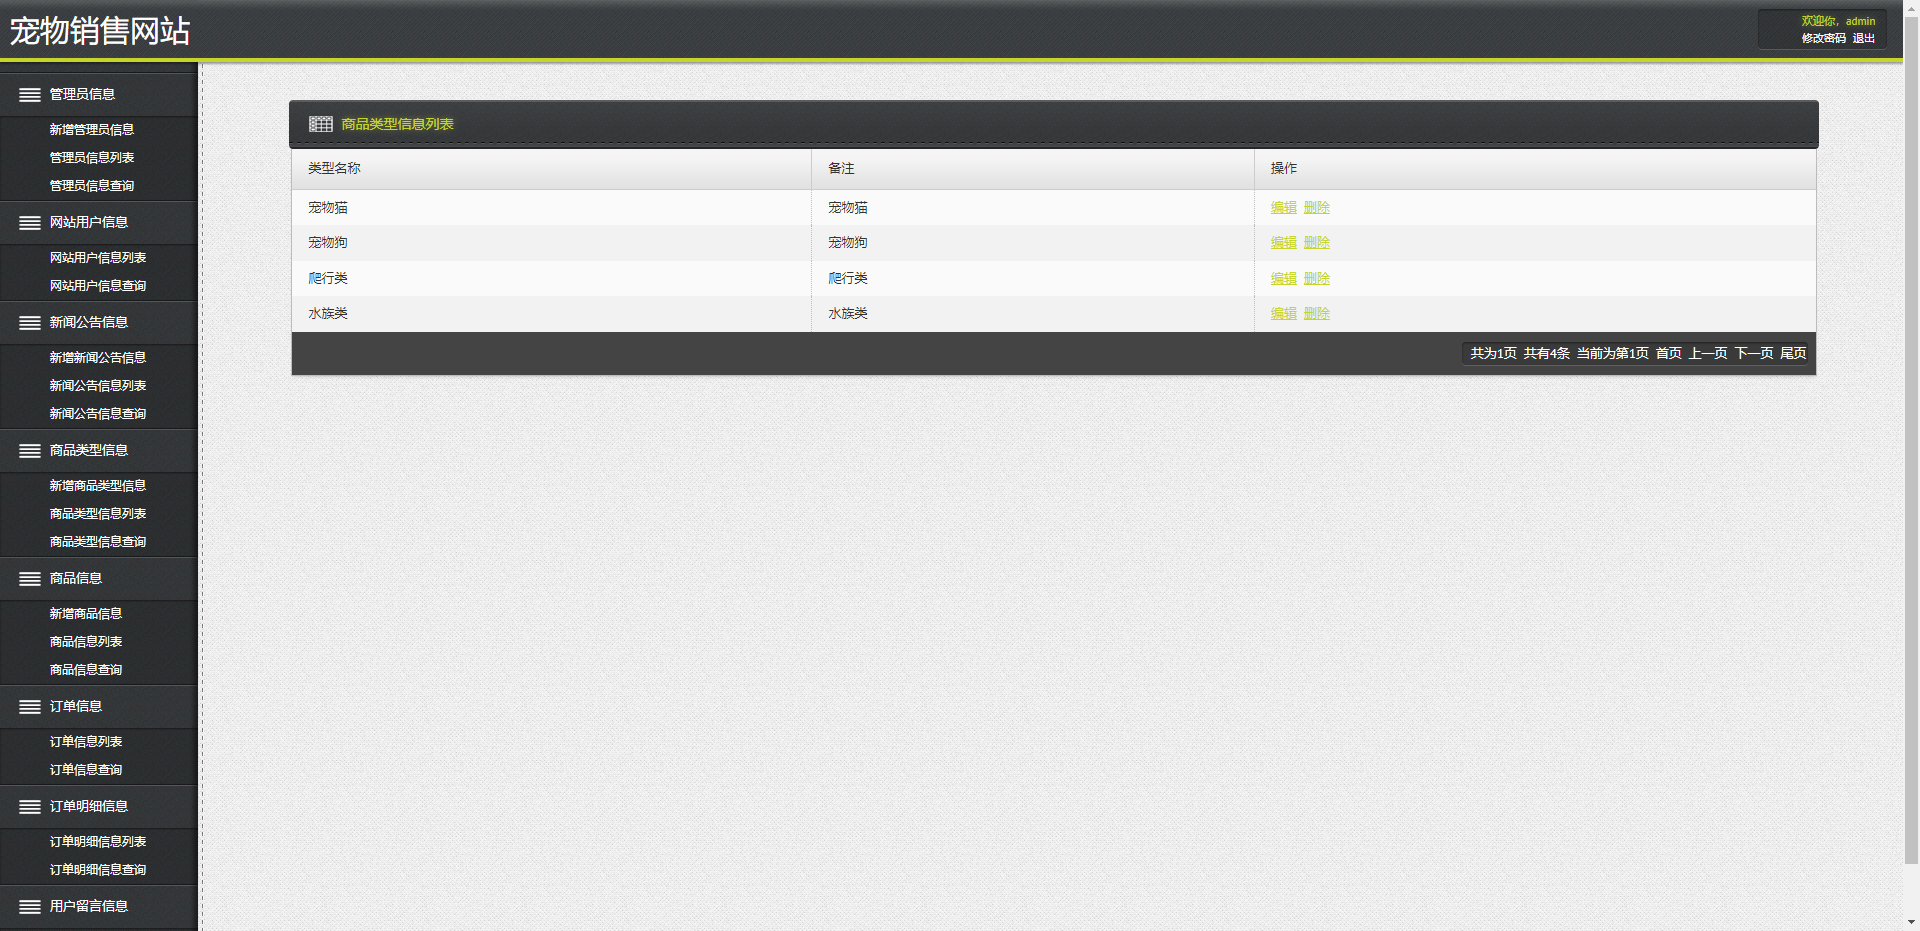 宠物销售网站
欢迎你，admin
修改密码 退出
管理员信息
新增管理员信息
管理员信息列表
管理员信息查询
网站用户信息
网站用户信息列表
网站用户信息查询
新闻公告信息
新增新闻公告信息
新闻公告信息列表
新闻公告信息查询
商品类型信息
新增商品类型信息
商品类型信息列表
商品类型信息查询
商品信息
新增商品信息
商品信息列表
商品信息查询
订单信息
订单信息列表
订单信息查询
订单明细信息
订单明细信息列表
订单明细信息查询
用户留言信息
商品类型信息列表
类型名称 备注 操作
宠物猫 宠物猫 编辑 删除
宠物狗 宠物狗 编辑 删除
爬行类 爬行类 编辑 删除
水族类 水族类 编辑 删除
共为1页 共有4条 当前为第1页 首页 上一页 下一页 尾页